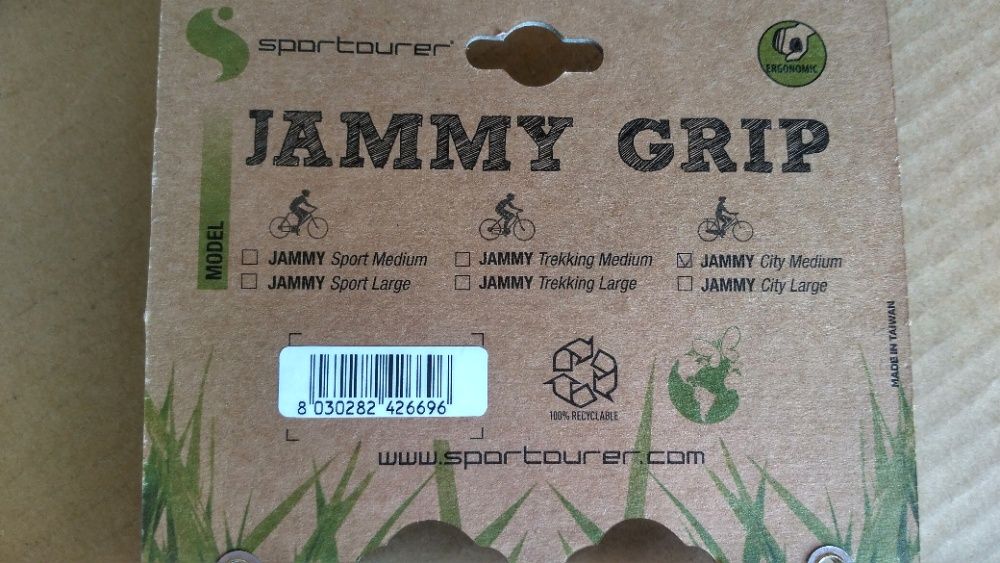 sportourer®
ERGONOMIC
JAMMY GRIP
MODEL
JAMMY Sport Medium
JAMMY Sport Large
JAMMY Trekking Medium
JAMMY Trekking Large
JAMMY City Medium
JAMMY City Large
MADE IN TAIWAN
8 030282 426696
100% RECYCLABLE
www.sportourer.com